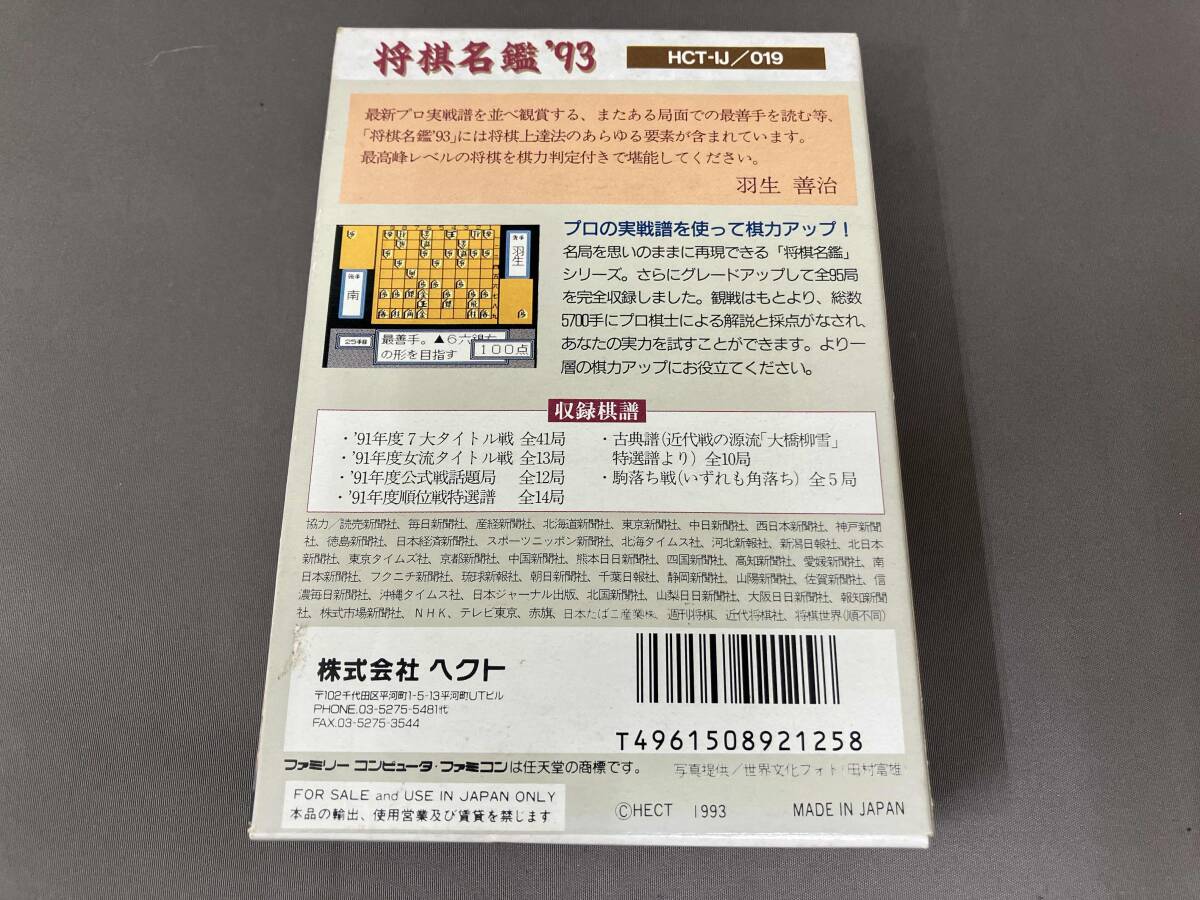 将棋名鑑'93
HCT-IJ/019
最新プロ実戦譜を並べ観賞する、またある局面での最善手を読む等、
「将棋名鑑'93」には将棋上達法のあらゆる要素が含まれています。
最高峰レベルの将棋を棋力判定付きで堪能してください。
羽生 善治
先手
羽生
後手
南
25手目
最善手。▲6六銀右
の形を目指す
100点
プロの実戦譜を使って棋力アップ!
名局を思いのままに再現できる「将棋名鑑」
シリーズ。さらにグレードアップして全95局
を完全収録しました。観戦はもとより、総数
5700手にプロ棋士による解説と採点がなされ、
あなたの実力を試すことができます。より一
層の棋力アップにお役立てください。
収録棋譜
・'91年度7大タイトル戦 全41局
・'91年度女流タイトル戦 全13局
・'91年度公式戦話題局 全12局
・'91年度順位戦特選譜 全14局
・古典譜(近代戦の源流「大橋柳雪」
特選譜より) 全10局
・駒落ち戦(いずれも角落ち) 全5局
協力/読売新聞社、毎日新聞社、産経新聞社、北海道新聞社、東京新聞社、中日新聞社、西日本新聞社、神戸新聞
社、徳島新聞社、日本経済新聞社、スポーツニッポン新聞社、北海タイムス社、河北新報社、新潟日報社、北日本
新聞社、東京タイムズ社、京都新聞社、中国新聞社、熊本日日新聞社、四国新聞社、高知新聞社、愛媛新聞社、南
日本新聞社、フクニチ新聞社、琉球新報社、朝日新聞社、千葉日報社、静岡新聞社、山陽新聞社、佐賀新聞社、信
濃毎日新聞社、沖縄タイムス社、日本ジャーナル出版、北国新聞社、山梨日日新聞社、大阪日日新聞社、報知新聞
社、株式市場新聞社、NHK、テレビ東京、赤旗、日本たばこ産業㈱、週刊将棋、近代将棋社、将棋世界(順不同)
株式会社 ヘクト
〒102千代田区平河町1-5-13平河町UTビル
PHONE.03-5275-5481代
FAX.03-5275-3544
T4961508921258
ファミリーコンピュータ・ファミコンは任天堂の商標です。
写真提供/世界文化フォト(田村富雄)
FOR SALE and USE IN JAPAN ONLY
本品の輸出、使用営業及び賃貸を禁じます
©HECT 1993
MADE IN JAPAN